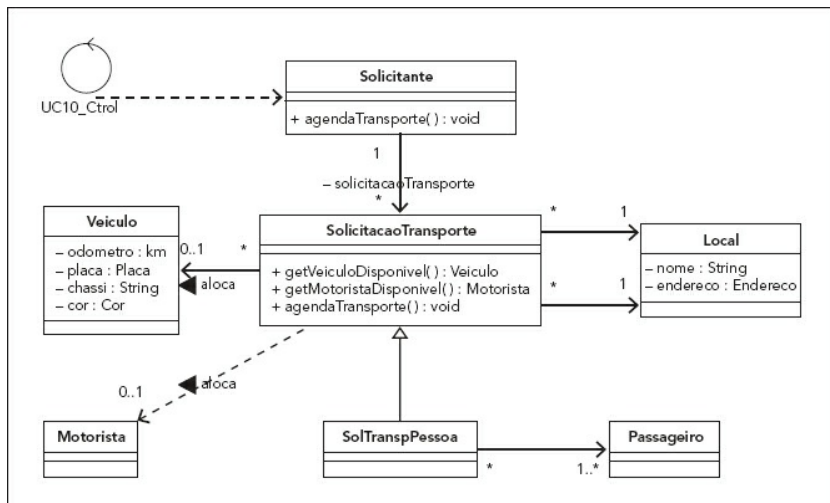 Solicitante
UC10_Ctrol
+ agendaTransporte( ) : void
1
– solicitacaoTransporte
*
Veiculo
– odometro : km
– placa : Placa
– chassi : String
– cor : Cor
0..1
*
aloca
SolicitacaoTransporte
+ getVeiculoDisponivel( ) : Veiculo
+ getMotoristaDisponivel( ) : Motorista
+ agendaTransporte( ) : void
*
1
*
1
Local
– nome : String
– endereco : Endereco
0..1
aloca
Motorista
SolTranspPessoa
*
1..*
Passageiro